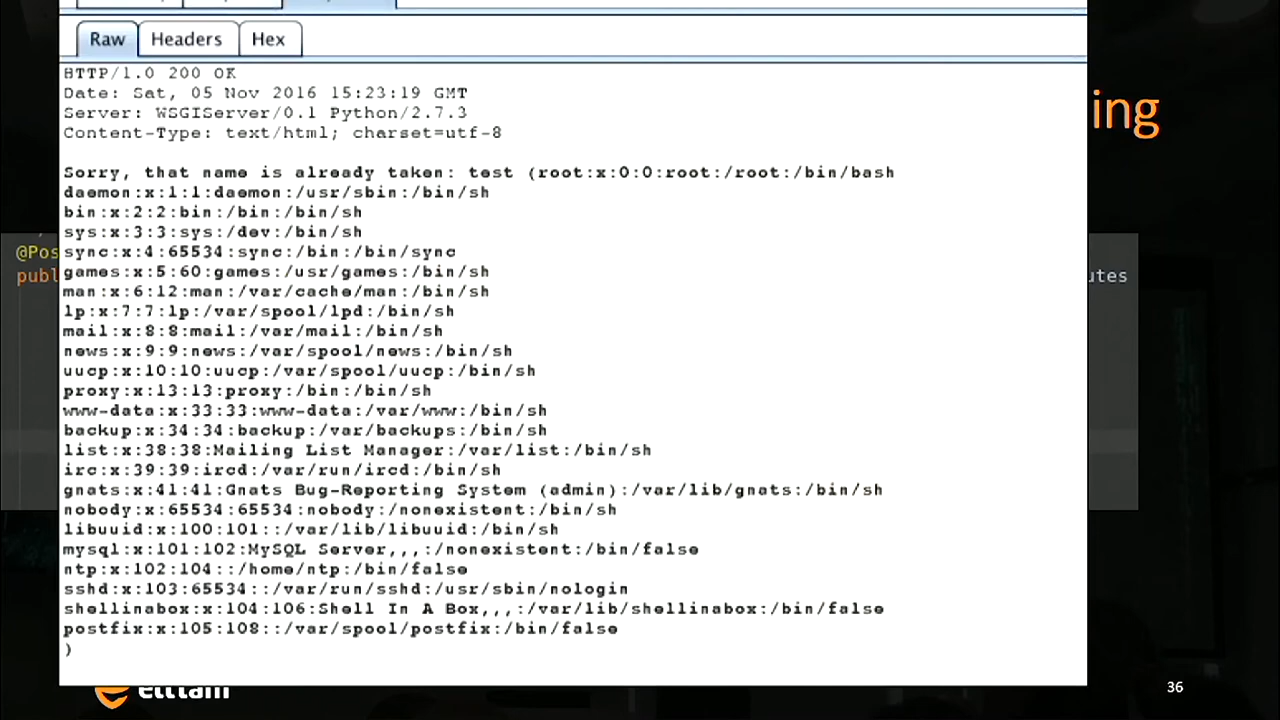 Raw Headers Hex
HTTP/1.0 200 OK
Date: Sat, 05 Nov 2016 15:23:19 GMT
Server: WSGIServer/0.1 Python/2.7.3
Content-Type: text/html; charset=utf-8
ing
Sorry, that name is already taken: test (root:x:0:0:root:/root:/bin/bash
daemon:x:1:1:daemon:/usr/sbin:/bin/sh
bin:x:2:2:bin:/bin:/bin/sh
sys:x:3:3:sys:/dev:/bin/sh
@Pos
sync:x:4:65534:sync:/bin:/bin/sync
publ
games:x:5:60:games:/usr/games:/bin/sh
utes
man:x:6:12:man:/var/cache/man:/bin/sh
lp:x:7:7:lp:/var/spool/lpd:/bin/sh
mail:x:8:8:mail:/var/mail:/bin/sh
news:x:9:9:news:/var/spool/news:/bin/sh
uucp:x:10:10:uucp:/var/spool/uucp:/bin/sh
proxy:x:13:13:proxy:/bin:/bin/sh
www-data:x:33:33:www-data:/var/www:/bin/sh
backup:x:34:34:backup:/var/backups:/bin/sh
list:x:38:38:Mailing List Manager:/var/list:/bin/sh
irc:x:39:39:ircd:/var/run/ircd:/bin/sh
gnats:x:41:41:Gnats Bug-Reporting System (admin):/var/lib/gnats:/bin/sh
nobody:x:65534:65534:nobody:/nonexistent:/bin/sh
libuuid:x:100:101::/var/lib/libuuid:/bin/sh
mysql:x:101:102:MySQL Server,,,:/nonexistent:/bin/false
ntp:x:102:104::/home/ntp:/bin/false
sshd:x:103:65534::/var/run/sshd:/usr/sbin/nologin
shellinabox:x:104:106:Shell In A Box,,,:/var/lib/shellinabox:/bin/false
postfix:x:105:108::/var/spool/postfix:/bin/false
)
elttam
36